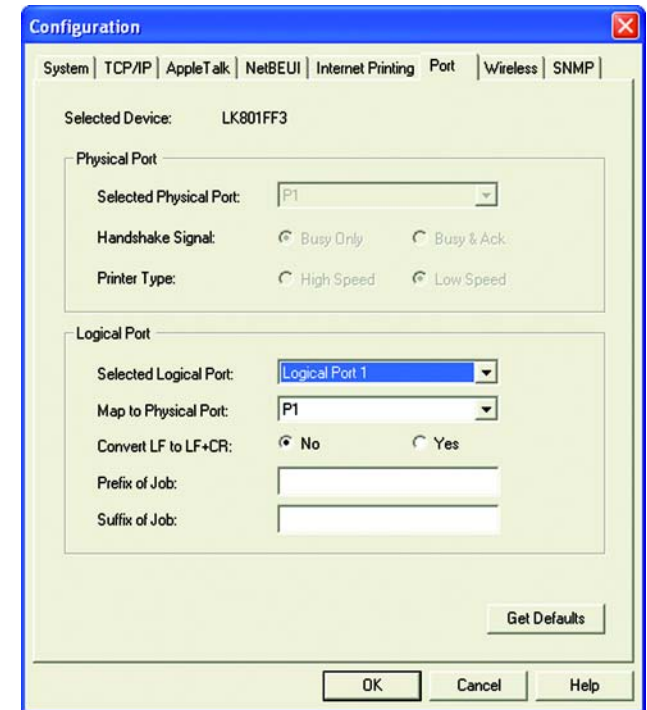 Configuration
System TCP/IP AppleTalk NetBEUI Internet Printing Port Wireless SNMP
Selected Device: LK801FF3
Physical Port
Selected Physical Port: P1
Handshake Signal: Busy Only Busy & Ack
Printer Type: High Speed Low Speed
Logical Port
Selected Logical Port: Logical Port 1
Map to Physical Port: P1
Convert LF to LF+CR: No Yes
Prefix of Job:
Suffix of Job:
Get Defaults
OK Cancel Help